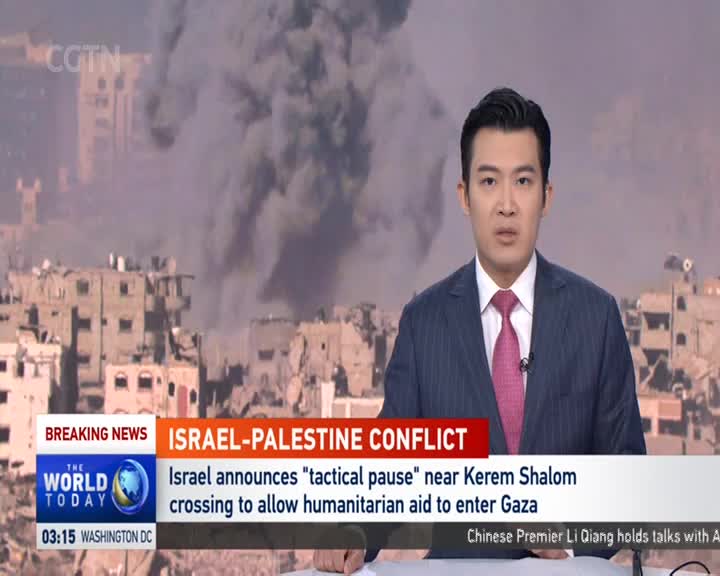 CGTN
BREAKING NEWS
ISRAEL-PALESTINE CONFLICT
THE
WORLD
TODAY
Israel announces "tactical pause" near Kerem Shalom
crossing to allow humanitarian aid to enter Gaza
03:15 WASHINGTON DC
Chinese Premier Li Qiang holds talks with A